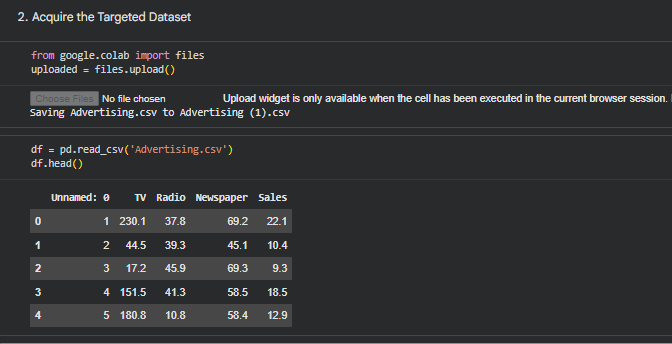 2. Acquire the Targeted Dataset
from google.colab import files
uploaded = files.upload()
Choose Files No file chosen Upload widget is only available when the cell has been executed in the current browser session.
Saving Advertising.csv to Advertising (1).csv
df = pd.read_csv('Advertising.csv')
df.head()
Unnamed: 0 TV Radio Newspaper Sales
0 1 230.1 37.8 69.2 22.1
1 2 44.5 39.3 45.1 10.4
2 3 17.2 45.9 69.3 9.3
3 4 151.5 41.3 58.5 18.5
4 5 180.8 10.8 58.4 12.9